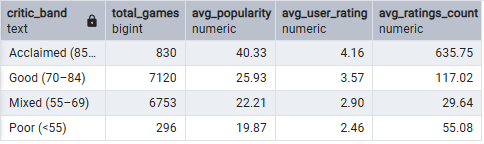 critic_band total_games avg_popularity avg_user_rating avg_ratings_count
text bigint numeric numeric numeric
Acclaimed (85... 830 40.33 4.16 635.75
Good (70–84) 7120 25.93 3.57 117.02
Mixed (55–69) 6753 22.21 2.90 29.64
Poor (<55) 296 19.87 2.46 55.08